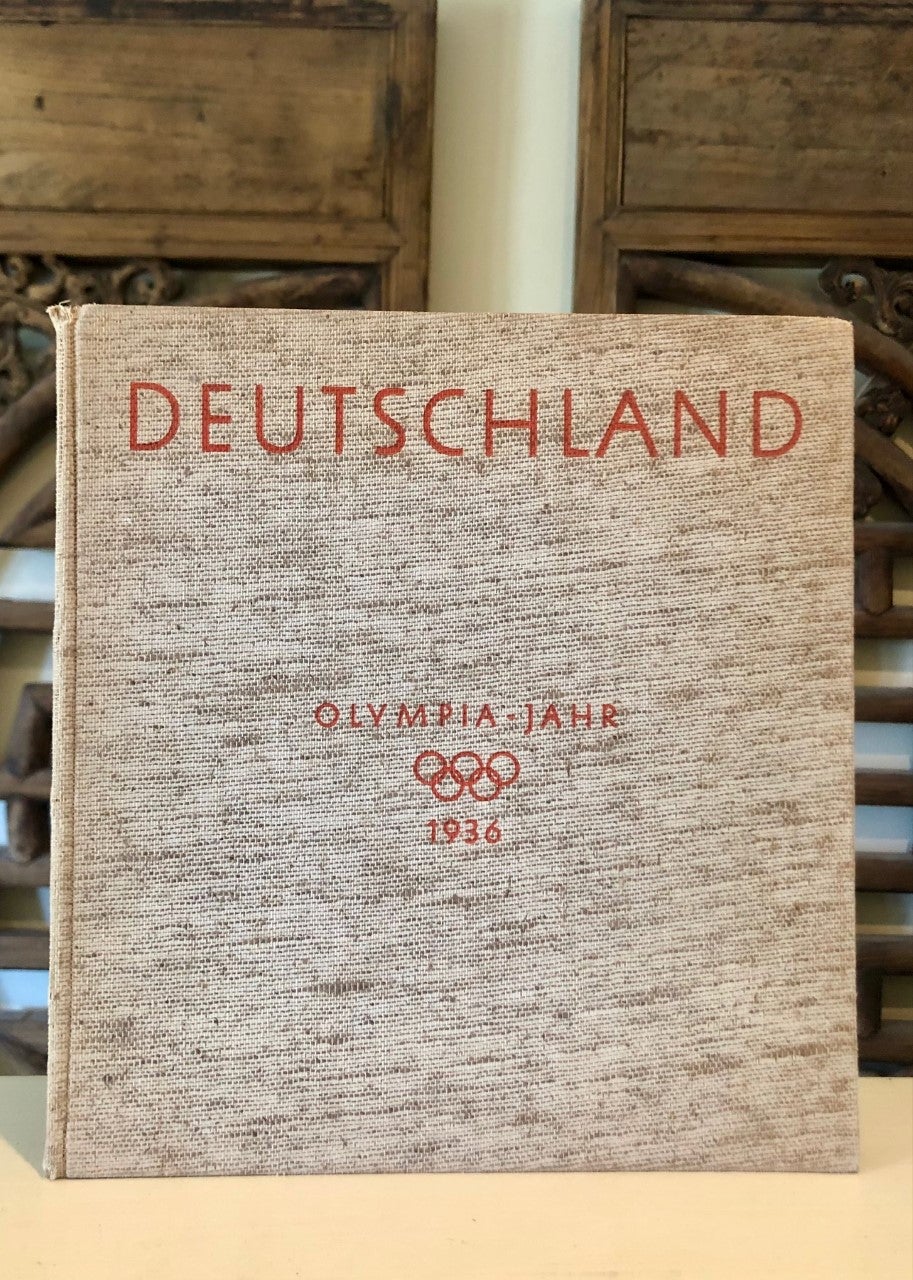 DEUTSCHLAND
OLYMPIA-JAHR
1936